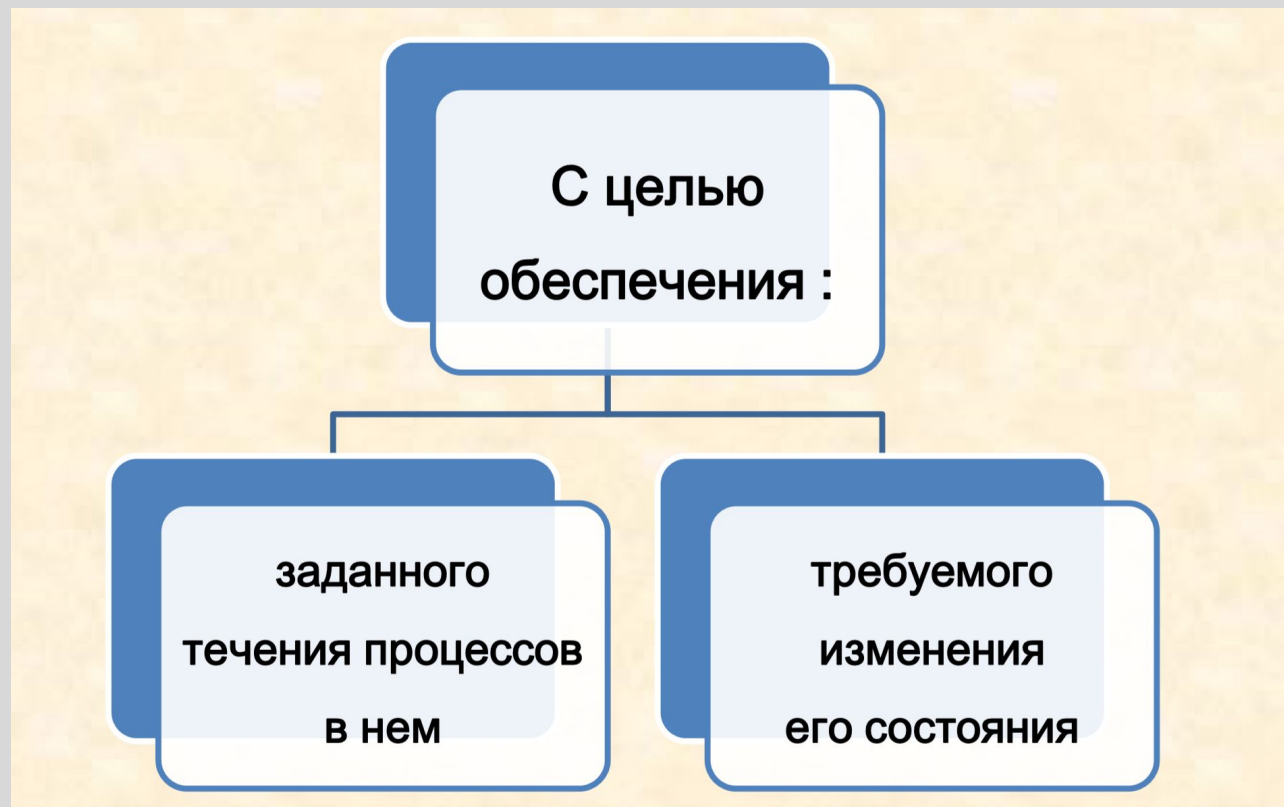 С целью
обеспечения :
заданного
течения процессов
в нем
требуемого
изменения
его состояния